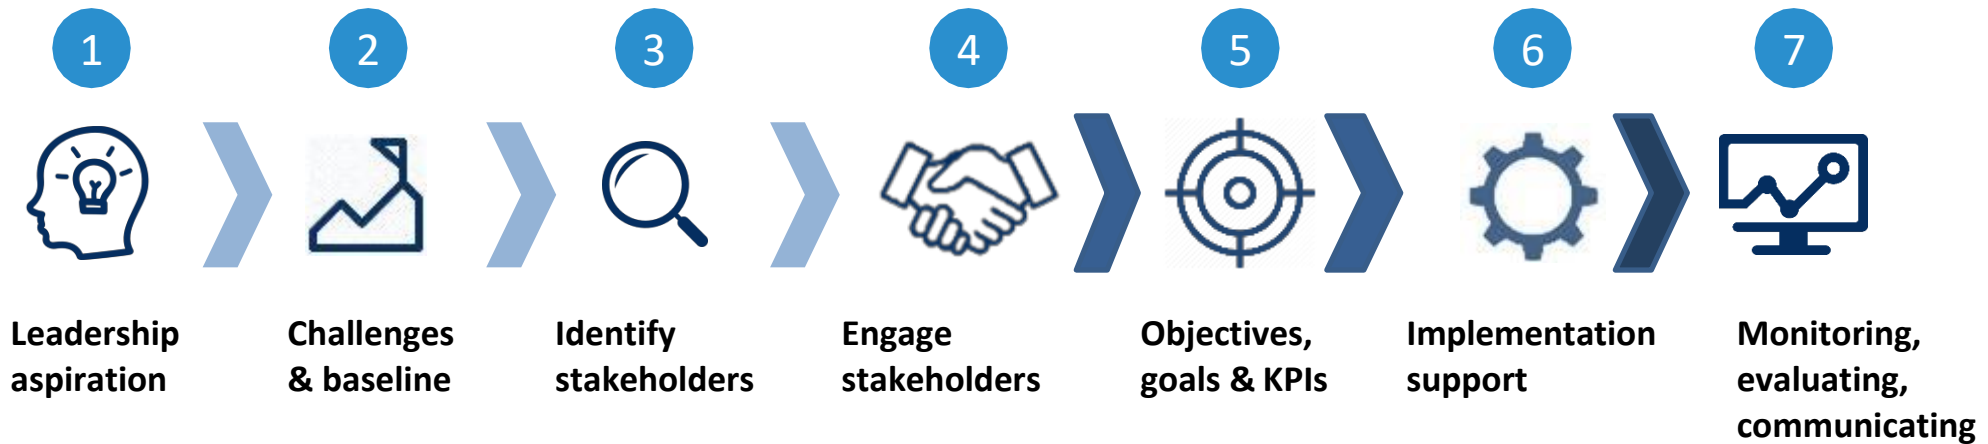 1
2
3
4
5
6
7
Leadership
aspiration
Challenges
& baseline
Identify
stakeholders
Engage
stakeholders
Objectives,
goals & KPIs
Implementation
support
Monitoring,
evaluating,
communicating